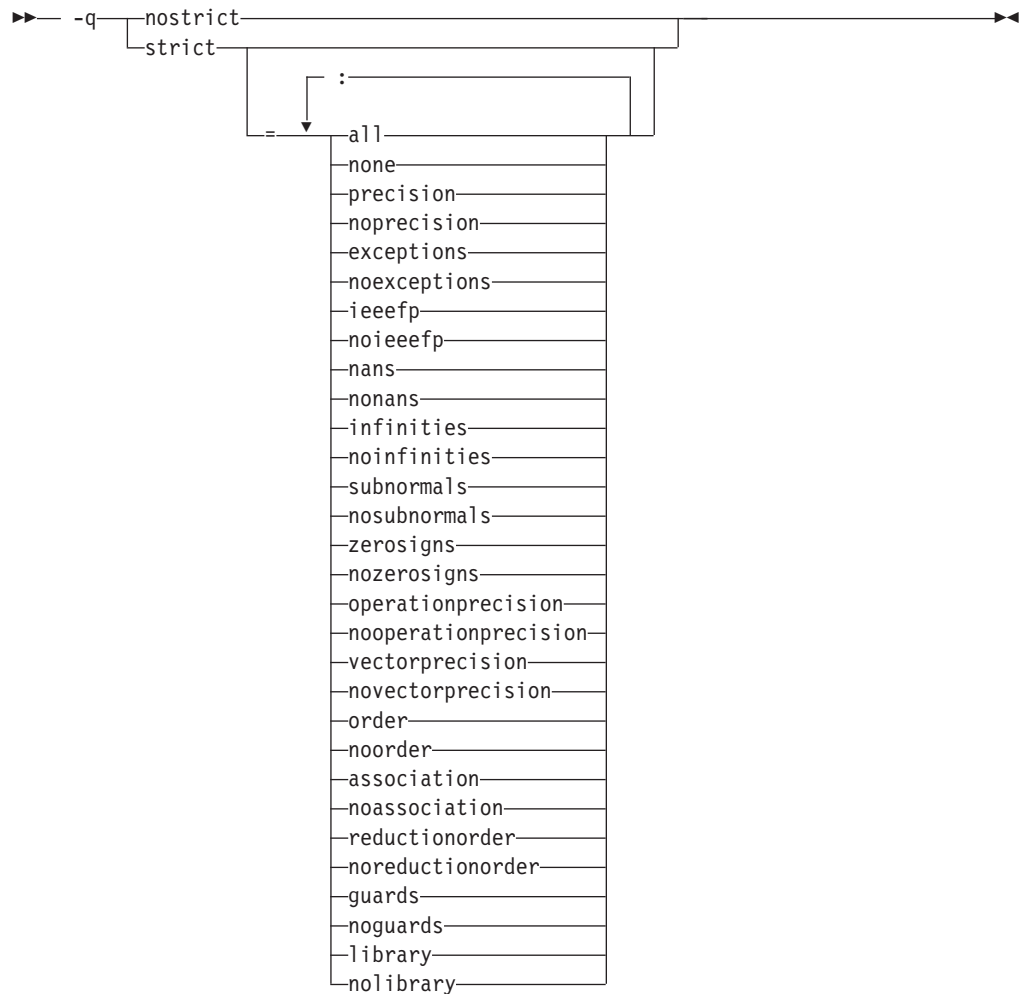 -q nostrict
strict
:
= all
none
precision
noprecision
exceptions
noexceptions
ieeefp
noieeefp
nans
nonans
infinities
noinfinities
subnormals
nosubnormals
zerosigns
nozerosigns
operationprecision
nooperationprecision
vectorprecision
novectorprecision
order
noorder
association
noassociation
reductionorder
noreductionorder
guards
noguards
library
nolibrary